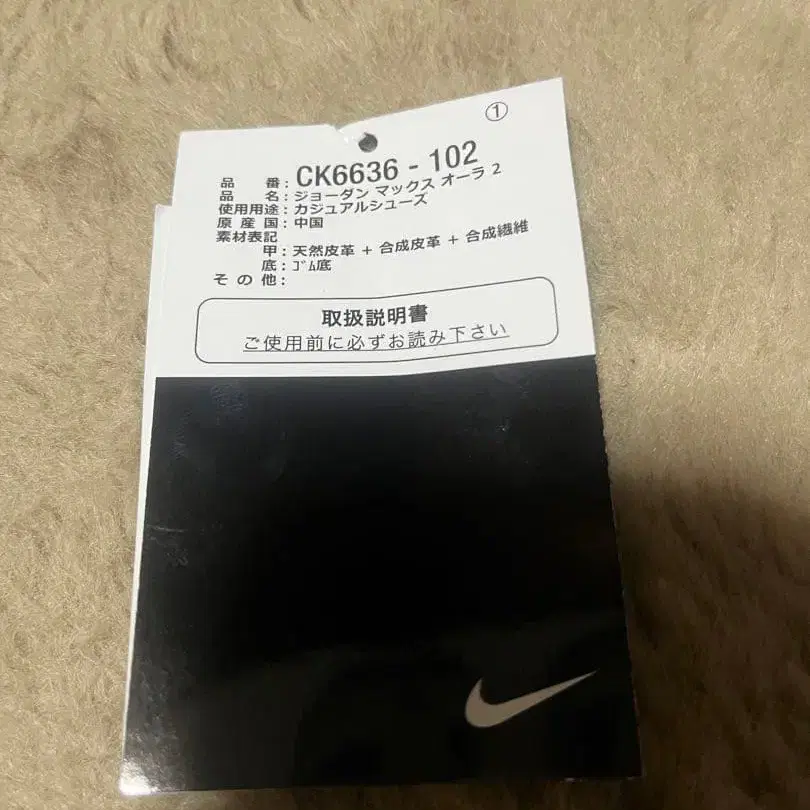 ①
品 番 : CK6636 - 102
品 名 : ジョーダン マックス オーラ 2
使用用途 : カジュアルシューズ
原 産 国 : 中国
素材表記
甲 : 天然皮革 + 合成皮革 + 合成繊維
底 : ｺﾞﾑ底
そ の 他 :
取扱説明書
ご使用前に必ずお読み下さい